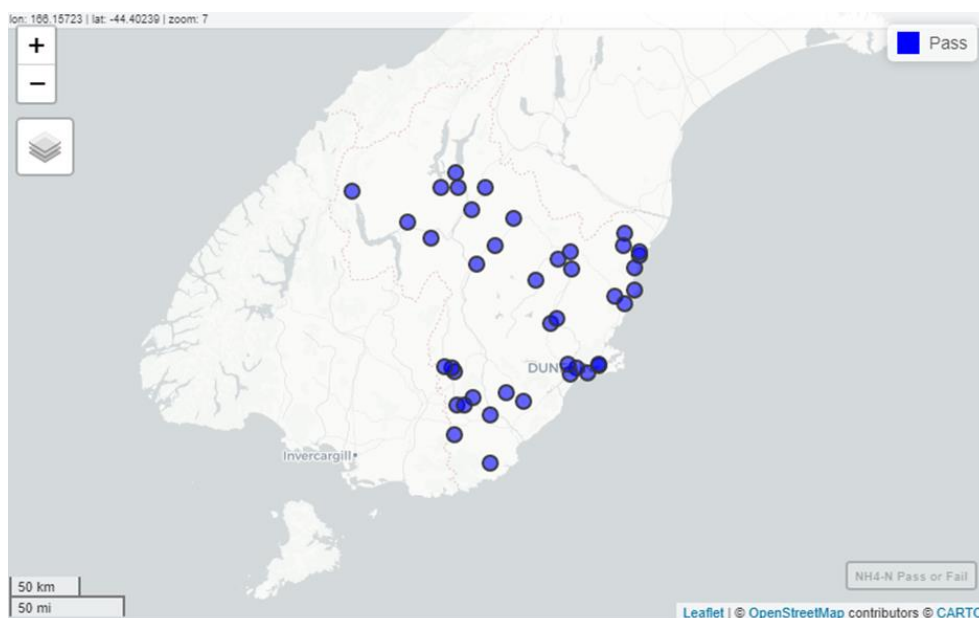 lon: 166.15723 | lat: -44.40239 | zoom: 7
+
Pass
−
DUNE
Invercargill
50 km
50 mi
NH4-N Pass or Fail
Leaflet | © OpenStreetMap contributors © CARTO